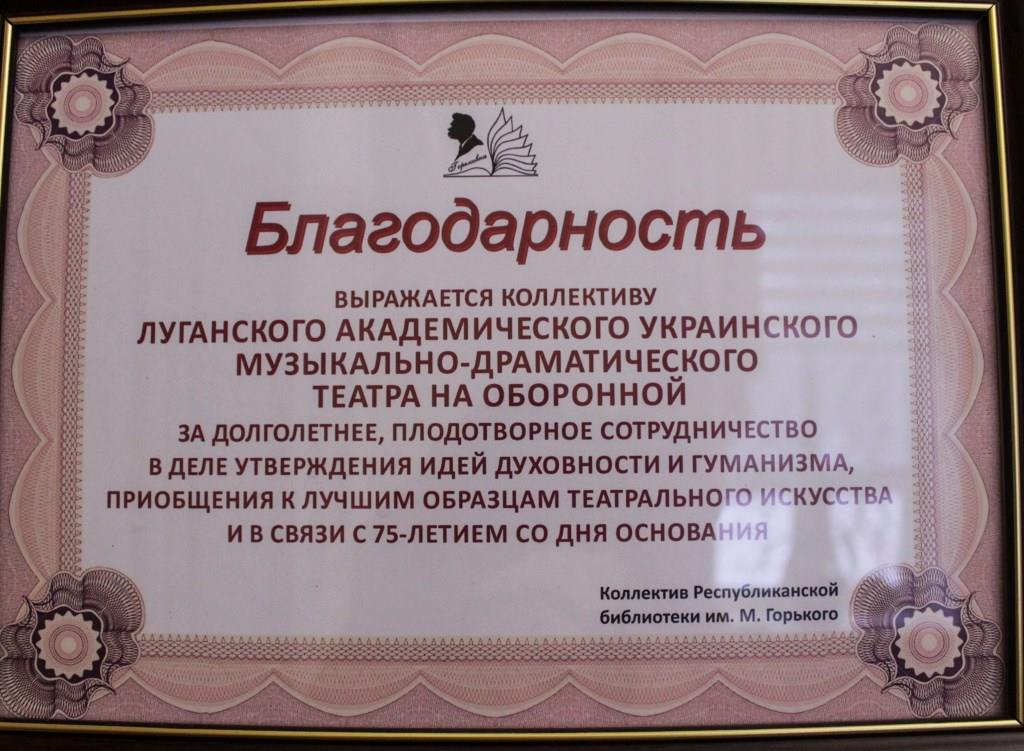 Благодарность
ВЫРАЖАЕТСЯ КОЛЛЕКТИВУ
ЛУГАНСКОГО АКАДЕМИЧЕСКОГО УКРАИНСКОГО
МУЗЫКАЛЬНО-ДРАМАТИЧЕСКОГО
ТЕАТРА НА ОБОРОННОЙ
ЗА ДОЛГОЛЕТНЕЕ, ПЛОДОТВОРНОЕ СОТРУДНИЧЕСТВО
В ДЕЛЕ УТВЕРЖДЕНИЯ ИДЕЙ ДУХОВНОСТИ И ГУМАНИЗМА,
ПРИОБЩЕНИЯ К ЛУЧШИМ ОБРАЗЦАМ ТЕАТРАЛЬНОГО ИСКУССТВА
И В СВЯЗИ С 75-ЛЕТИЕМ СО ДНЯ ОСНОВАНИЯ
Коллектив Республиканской
библиотеки им. М. Горького